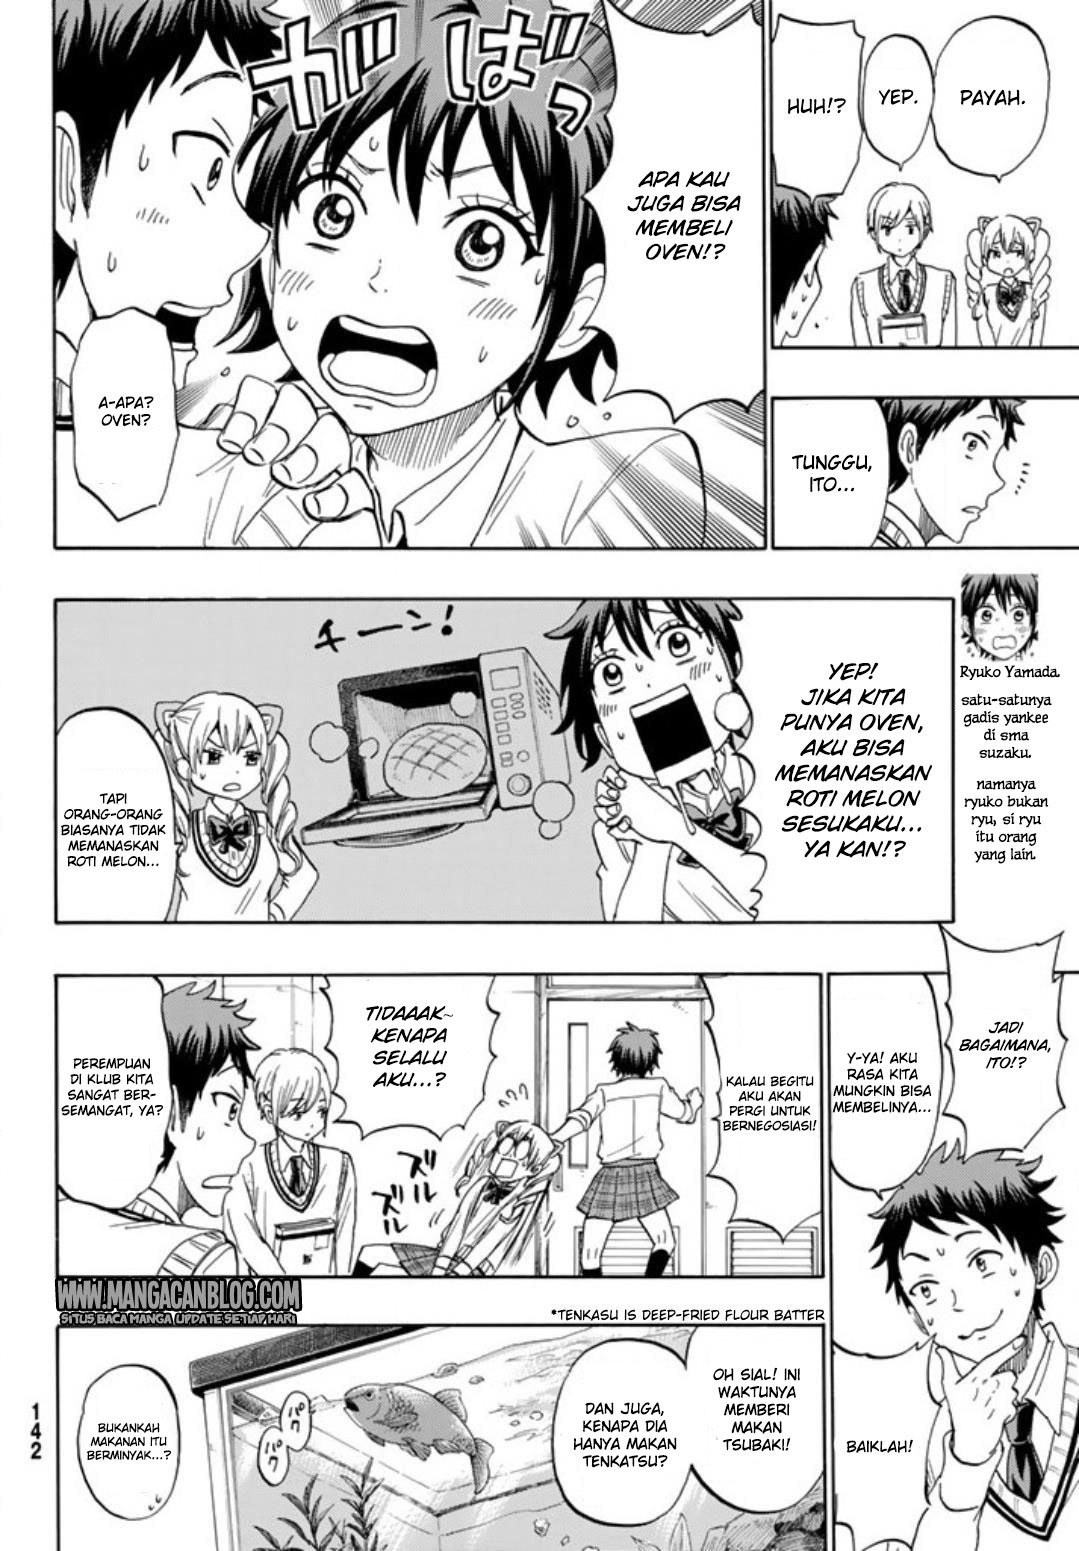 PAYAH.
YEP.
HUH!?
APA KAU
JUGA BISA
MEMBELI
OVEN!?
ガ
ばっ
A-APA?
OVEN?
TUNGGU,
ITO...
Ryuko Yamada.
satu-satunya
gadis yankee
di sma
suzaku.
namanya
ryuko bukan
ryu, si ryu
itu orang
yang lain.
YEP!
JIKA KITA
PUNYA OVEN,
AKU BISA
MEMANASKAN
ROTI MELON
SESUKAKU...
YA KAN!?
チーン!
TAPI
ORANG-ORANG
BIASANYA TIDAK
MEMANASKAN
ROTI MELON...
JADI
BAGAIMANA,
ITO!?
Y-YA! AKU
RASA KITA
MUNGKIN BISA
MEMBELINYA...
BAIKLAH!
KALAU BEGITU
AKU AKAN
PERGI UNTUK
BERNEGOSIASI!
TIDAAAK~
KENAPA
SELALU
AKU...?
ズル
ズル
ズル
PEREMPUAN
DI KLUB KITA
SANGAT BER-
SEMANGAT, YA?
WWW.MANGACANBLOG.COM
SITUS BACA MANGA UPDATE SETIAP HARI
*TENKASU IS DEEP-FRIED FLOUR BATTER
OH SIAL! INI
WAKTUNYA
MEMBERI
MAKAN
TSUBAKI!
DAN JUGA,
KENAPA DIA
HANYA MAKAN
TENKATSU?
パク
パク
BUKANKAH
MAKANAN ITU
BERMINYAK...?
142